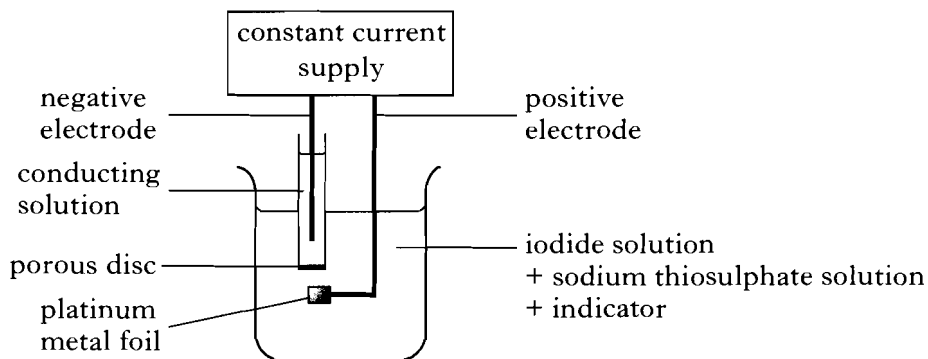 constant current
supply
negative
electrode
positive
electrode
conducting
solution
porous disc
platinum
metal foil
iodide solution
+ sodium thiosulphate solution
+ indicator